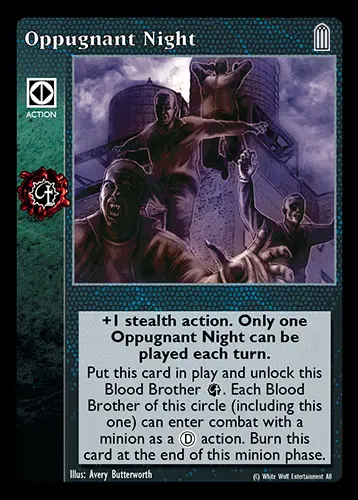 Oppugnant Night
ACTION
+1 stealth action. Only one
Oppugnant Night can be
played each turn.
Put this card in play and unlock this
Blood Brother. Each Blood
Brother of this circle (including this
one) can enter combat with a
minion as a Ⓓ action. Burn this
card at the end of this minion phase.
Illus: Avery Butterworth
(C) White Wolf Entertainment AB